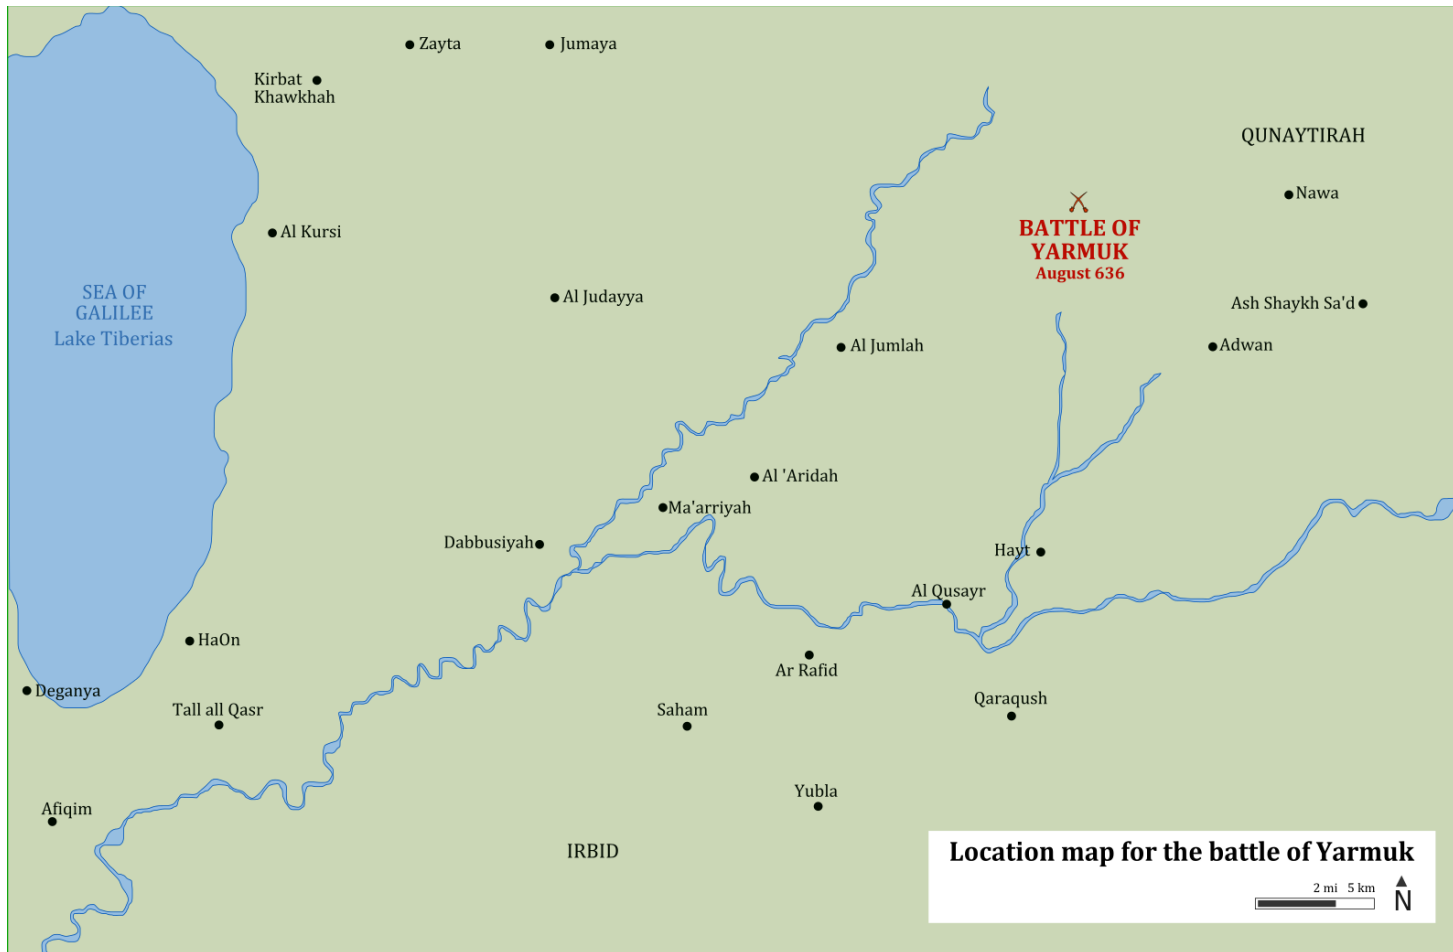 Zayta
Jumaya
Kirbat
Khawkhah
QUNAYTIRAH
Nawa
BATTLE OF
YARMUK
August 636
Al Kursi
SEA OF
GALILEE
Lake Tiberias
Al Judayya
Ash Shaykh Sa'd
Al Jumlah
Adwan
Al 'Aridah
Ma'arriyah
Dabbusiyah
Hayt
Al Qusayr
HaOn
Ar Rafid
Deganya
Tall all Qasr
Saham
Qaraqush
Yubla
Afiqim
IRBID
Location map for the battle of Yarmuk
2 mi 5 km
N